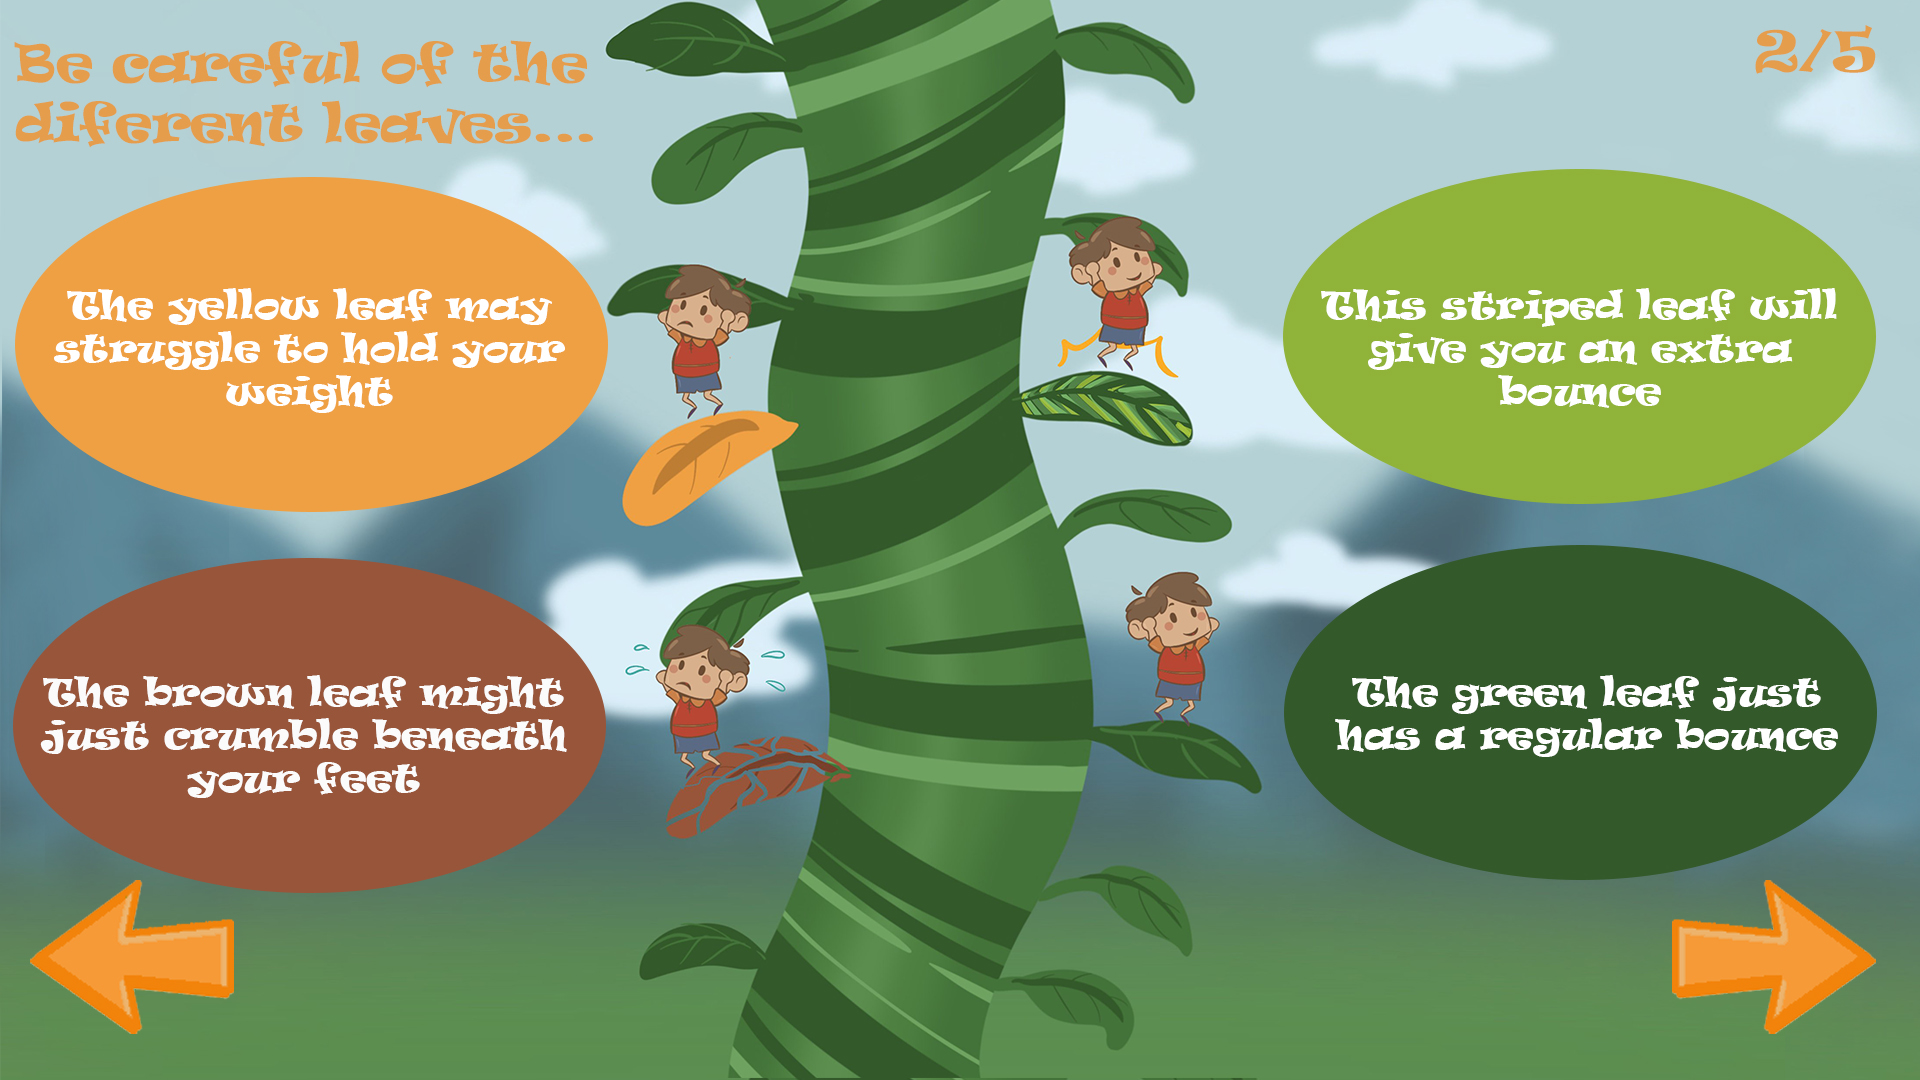 Be careful of the
diferent leaves...
2/5
The yellow leaf may
struggle to hold your
weight
This striped leaf will
give you an extra
bounce
The brown leaf might
just crumble beneath
your feet
The green leaf just
has a regular bounce